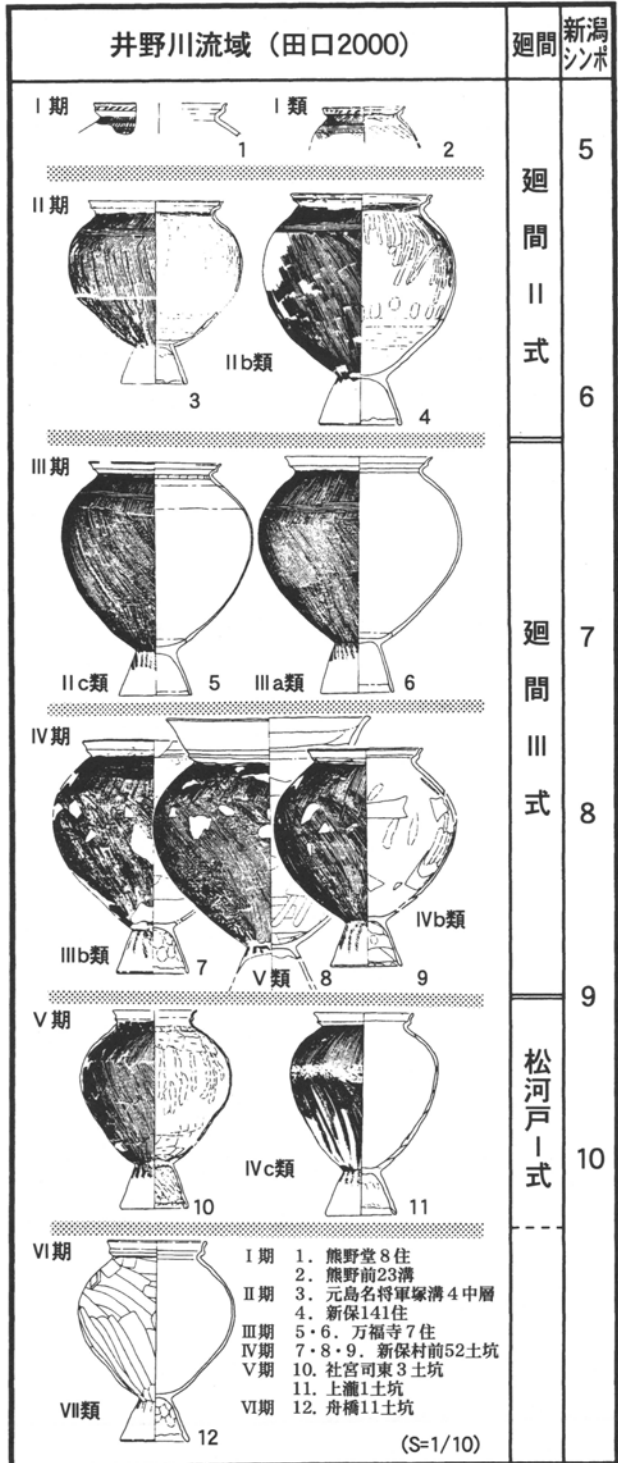 井野川流域（田口2000）
廻間
新潟
シンポ
I期
I類
1
2
5
II期
IIb類
3
4
廻間II式
6
III期
IIc類
5
IIIa類
6
廻間III式
7
IV期
IIIb類
7
V類
8
IVb類
9
8
9
V期
10
IVc類
11
松河戸I式
10
VI期
VII類
12
I期 1. 熊野堂8住
2. 熊野前23溝
II期 3. 元島名将軍塚溝4中層
4. 新保141住
III期 5・6. 万福寺7住
IV期 7・8・9. 新保村前52土坑
V期 10. 社宮司東3土坑
11. 上瀧1土坑
VI期 12. 舟橋11土坑
(S=1/10)